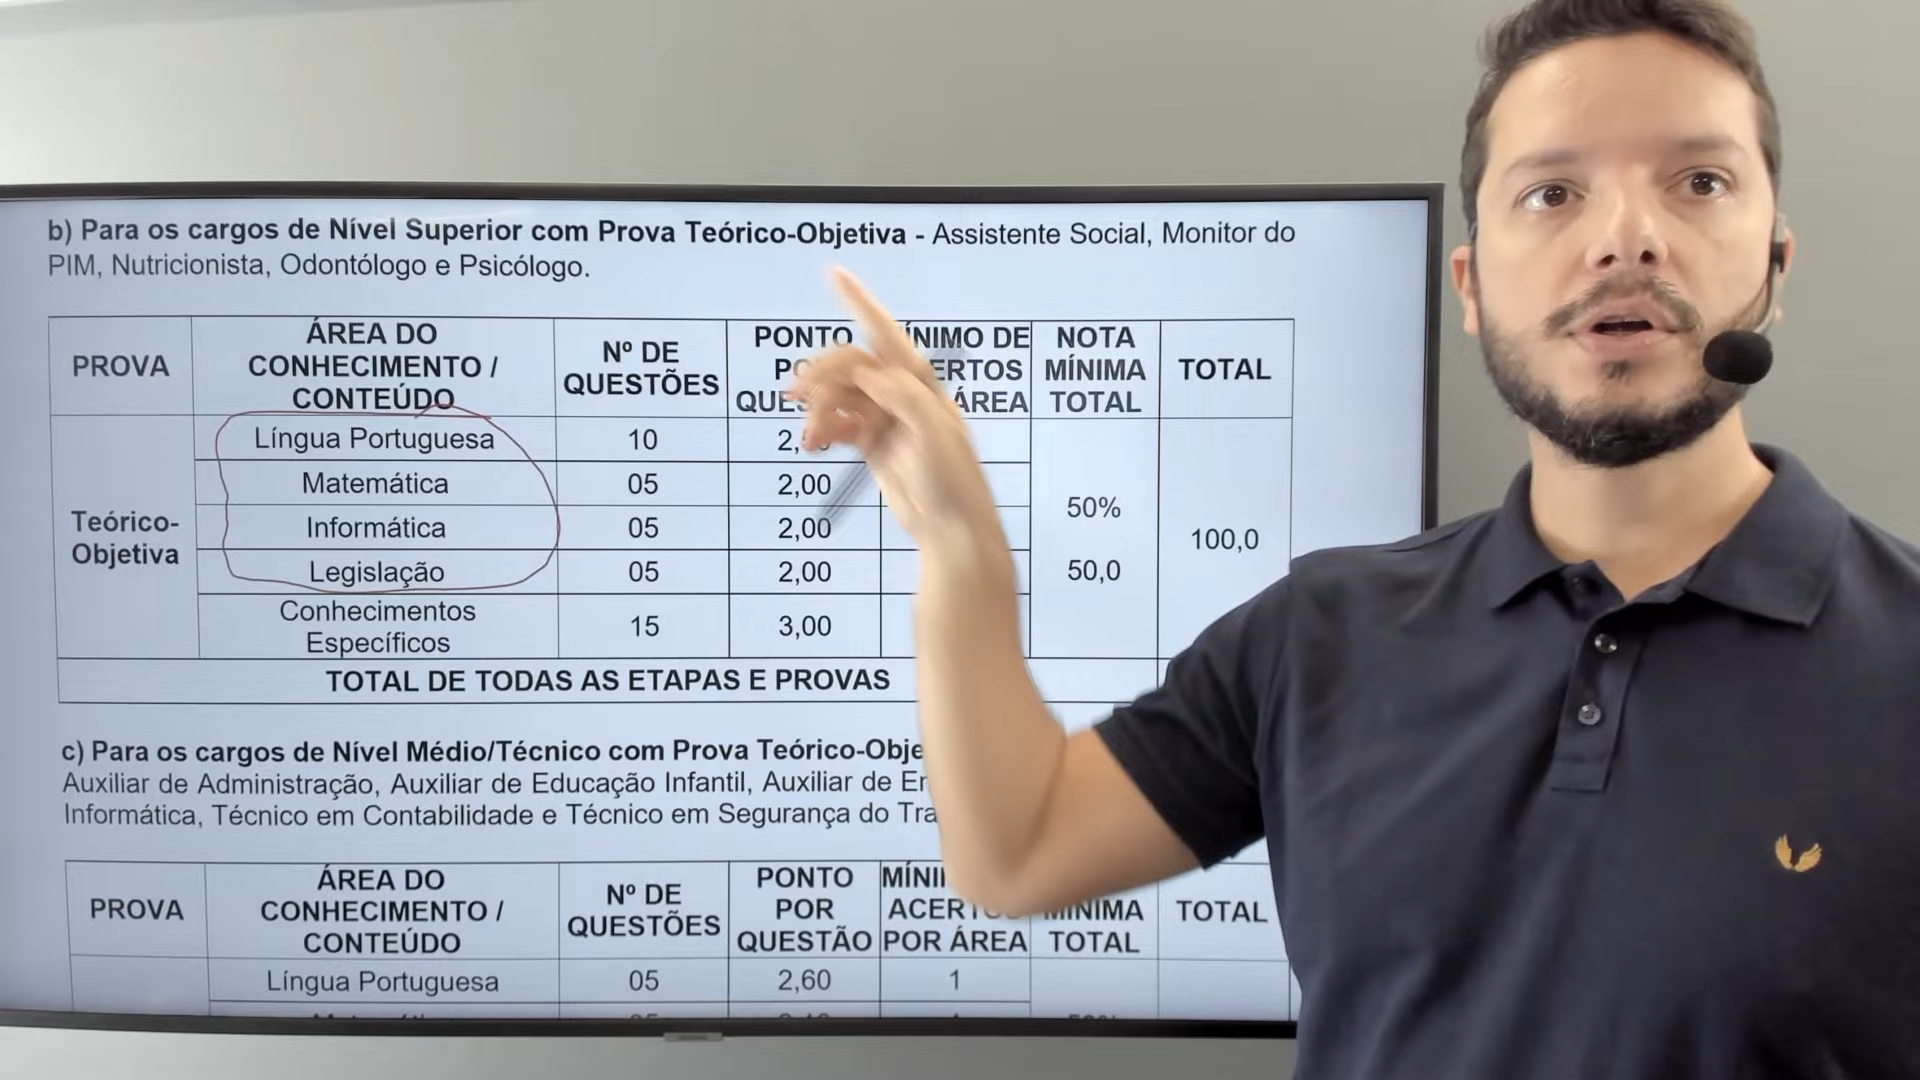 b) Para os cargos de Nível Superior com Prova Teórico-Objetiva - Assistente Social, Monitor do
PIM, Nutricionista, Odontólogo e Psicólogo.
PROVA
ÁREA DO
CONHECIMENTO /
CONTEÚDO
Nº DE
QUESTÕES
PONTO
NOTA
MÍNIMA
TOTAL
TOTAL
Teórico-
Objetiva
Língua Portuguesa 10
Matemática 05 2,00
Informática 05 2,00
Legislação 05 2,00
Conhecimentos
Específicos
15 3,00
50%
50,0
100,0
TOTAL DE TODAS AS ETAPAS E PROVAS
c) Para os cargos de Nível Médio/Técnico com Prova
Auxiliar de Administração, Auxiliar de Educação Infantil, Auxiliar de
Informática, Técnico em Contabilidade e Técnico em Segurança do
PROVA
ÁREA DO
CONHECIMENTO /
CONTEÚDO
Nº DE
QUESTÕES
PONTO
POR
QUESTÃO
POR ÁREA
MÍNIMA
TOTAL
TOTAL
Língua Portuguesa 05 2,60 1